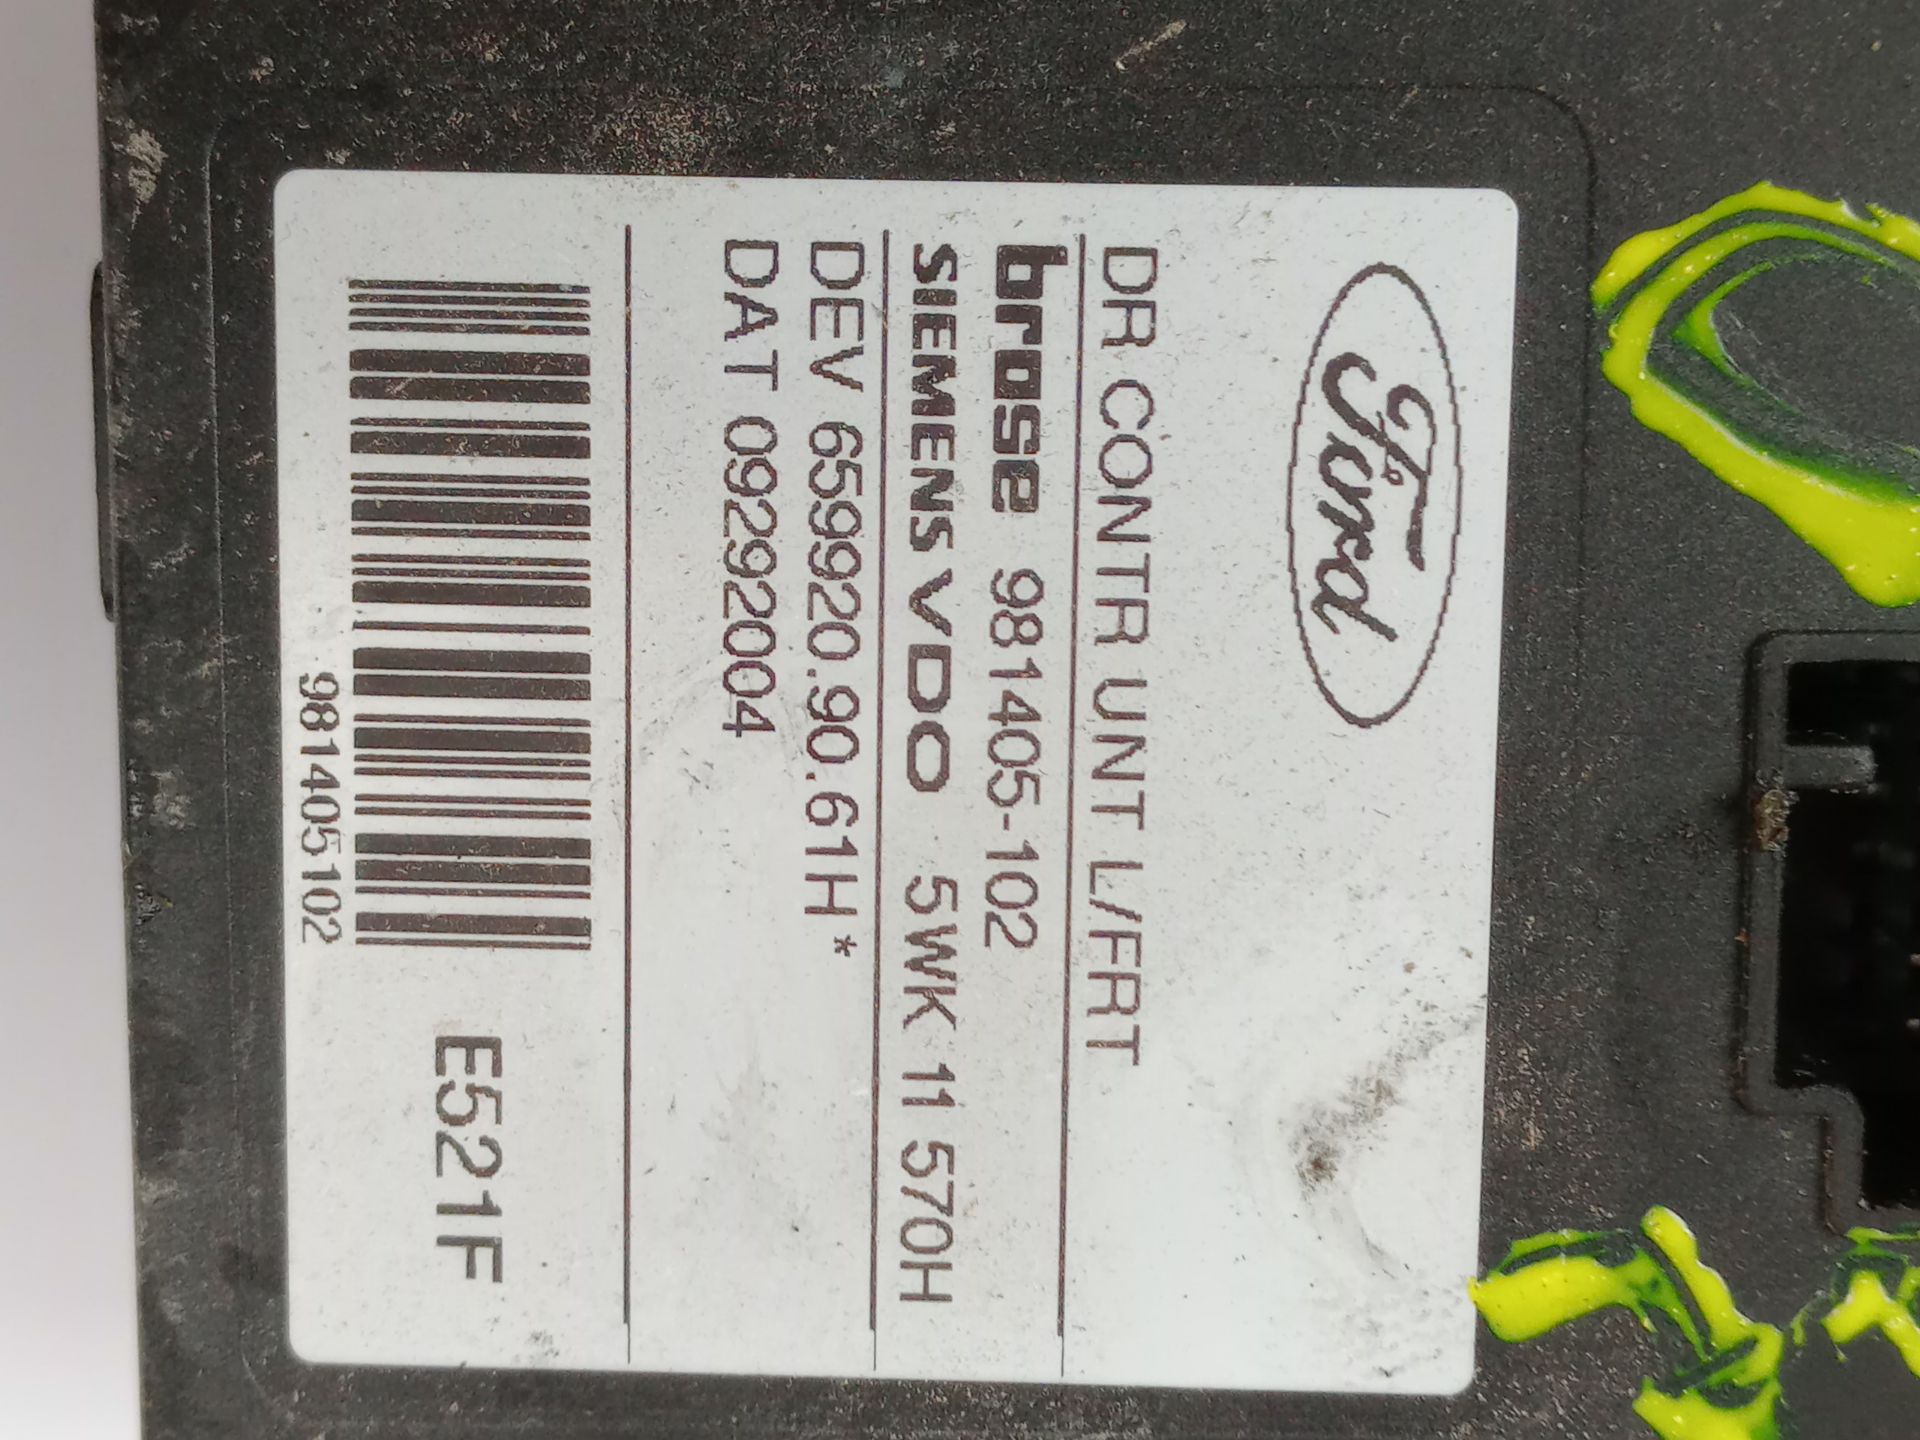 Ford
DR CONTR UNT L/FRT
brose 981405-102
SIEMENS VDO 5WK 11 570H
DEV 659920.90.61H *
DAT 09292004
E521F
981405102